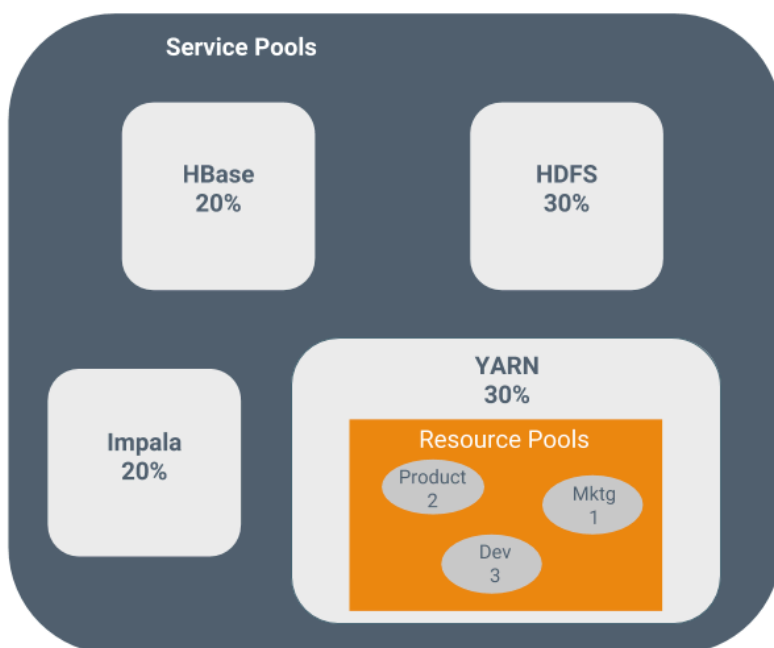 Service Pools
HBase
20%
HDFS
30%
Impala
20%
YARN
30%
Resource Pools
Product
2
Mktg
1
Dev
3